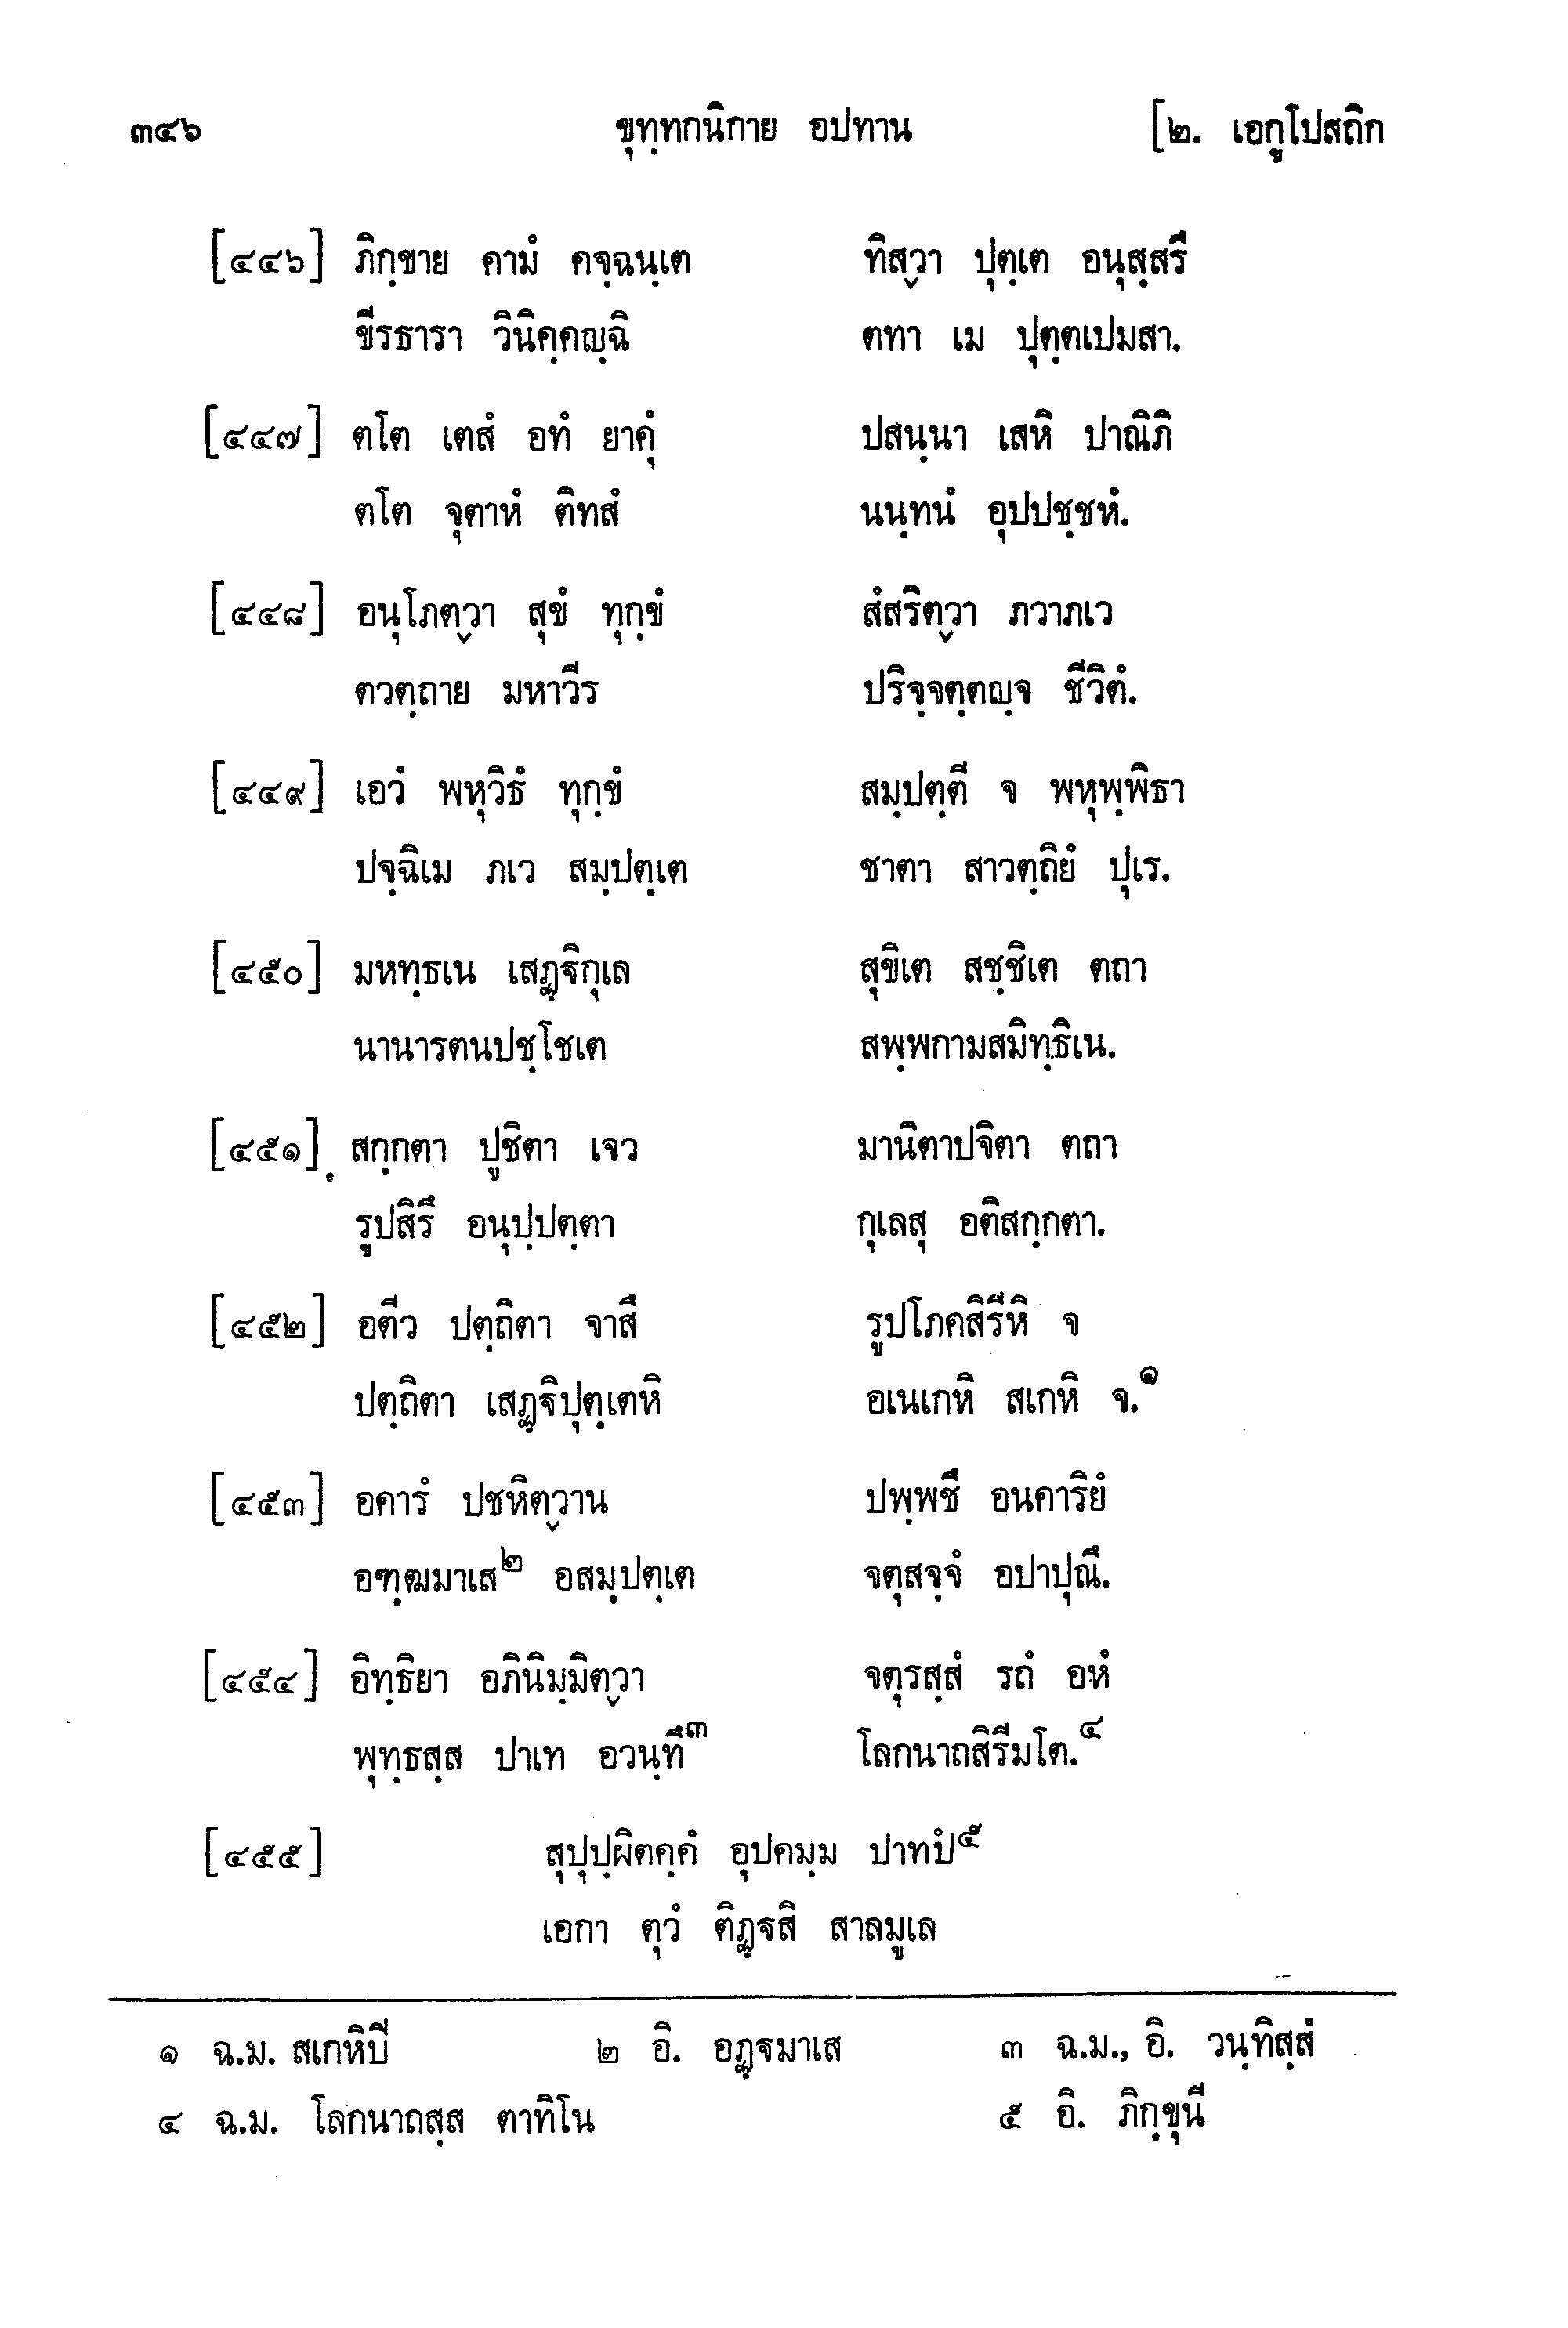 ๓๔๖ ขุทฺทกนิกาย อปทาน [๒. เอกูโปสถิก
[๔๔๖] ภิกฺขาย คามํ คจฺฉนฺเต ทิสฺวา ปุตฺเต อนุสฺสรึ
ขีรธารา วินิคฺคญฺฉิ ตทา เม ปุตฺตเปมสา.
[๔๔๗] ตโต เตสํ อทํ ยาคุํ ปสนฺนา เสหิ ปาณิภิ
ตโต จุตาหํ ติทสํ นนฺทนํ อุปปชฺชหํ.
[๔๔๘] อนุโภตฺวา สุขํ ทุกฺขํ สํสริตฺวา ภวาภเว
ตวตฺถาย มหาวีร ปริจฺจตฺตญฺจ ชีวิตํ.
[๔๔๙] เอวํ พหุวิธํ ทุกฺขํ สมฺปตฺตี จ พหุพฺพิธา
ปจฺฉิเม ภเว สมฺปตฺเต ชาตา สาวตฺถิยํ ปุเร.
[๔๕๐] มหทฺธเน เสฏฺฐิกุเล สุขิเต สชฺชิเต ตถา
นานารตนปชฺโชเต สพฺพกามสมิทฺธิเน.
[๔๕๑] สกฺกตา ปูชิตา เจว มานิตาปจิตา ตถา
รูปสิรึ อนุปฺปตฺตา กุเลสุ อติสกฺกตา.
[๔๕๒] อตีว ปตฺถิตา จาสึ รูปโภคสิรีหิ จ
ปตฺถิตา เสฏฺฐิปุตฺเตหิ อเนเกหิ สเกหิ จ.๑
[๔๕๓] อคารํ ปชหิตฺวาน ปพฺพชึ อนคาริยํ
อฑฺฒมาเส๒ อสมฺปตฺเต จตุสจฺจํ อปาปุณึ.
[๔๕๔] อิทฺธิยา อภินิมฺมิตฺวา จตุรสฺสํ รถํ อหํ
พุทฺธสฺส ปาเท อวนฺทึ๓ โลกนาถสิรีมโต.๔
[๔๕๕] สุปุปฺผิตคฺคํ อุปคมฺม ปาทปํ๕
เอกา ตุวํ ติฏฺฐสิ สาลมูเล
๑ ฉ.ม. สเกหิปี ๒ อิ. อฏฺฐมาเส ๓ ฉ.ม., อิ. วนฺทิสฺสํ
๔ ฉ.ม. โลกนาถสฺส ตาทิโน ๕ อิ. ภิกฺขุนี